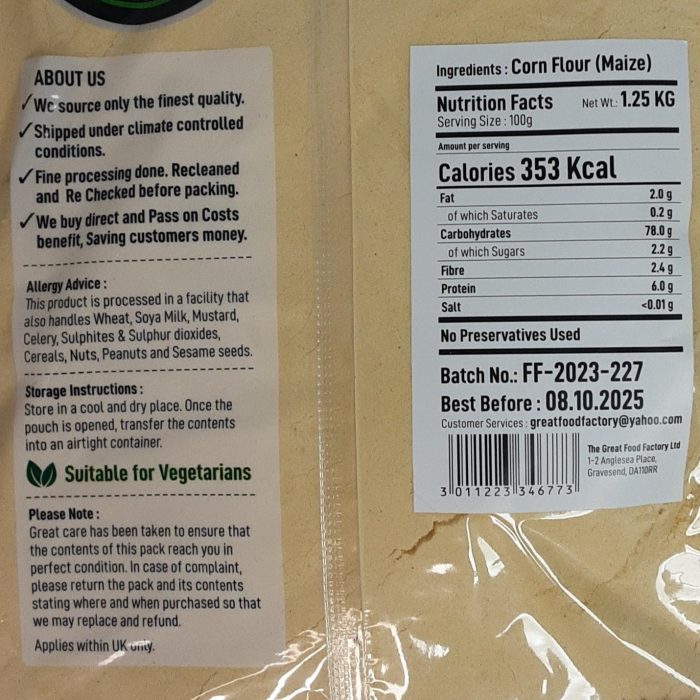 ABOUT US
✓ We source only the finest quality.
✓ Shipped under climate controlled
conditions.
✓ Fine processing done. Recleaned
and Re Checked before packing.
✓ We buy direct and Pass on Costs
benefit, Saving customers money.
Allergy Advice :
This product is processed in a facility that
also handles Wheat, Soya Milk, Mustard,
Celery, Sulphites & Sulphur dioxides,
Cereals, Nuts, Peanuts and Sesame seeds.
Storage Instructions :
Store in a cool and dry place. Once the
pouch is opened, transfer the contents
into an airtight container.
Suitable for Vegetarians
Please Note :
Great care has been taken to ensure that
the contents of this pack reach you in
perfect condition. In case of complaint,
please return the pack and its contents
stating where and when purchased so that
we may replace and refund.
Applies within UK only.
Ingredients : Corn Flour (Maize)
Nutrition Facts Net Wt.: 1.25 KG
Serving Size : 100g
Amount per serving
Calories 353 Kcal
Fat 2.0 g
of which Saturates 0.2 g
Carbohydrates 78.0 g
of which Sugars 2.2 g
Fibre 2.4 g
Protein 6.0 g
Salt <0.01 g
No Preservatives Used
Batch No.: FF-2023-227
Best Before : 08.10.2025
Customer Services : greatfoodfactory@yahoo.com
The Great Food Factory Ltd
1-2 Anglesea Place,
Gravesend, DA110RR
3 011223 346773